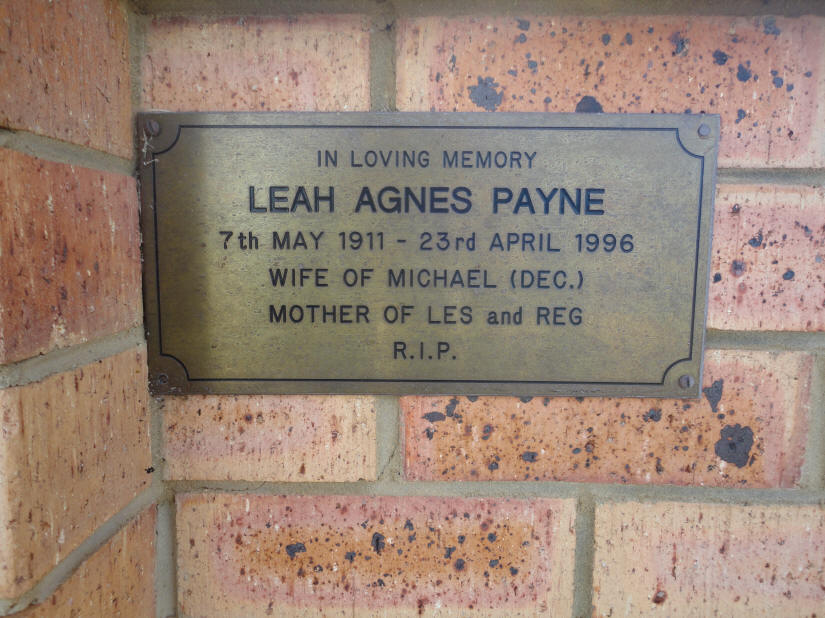 IN LOVING MEMORY
LEAH AGNES PAYNE
7th MAY 1911 - 23rd APRIL 1996
WIFE OF MICHAEL (DEC.)
MOTHER OF LES and REG
R.I.P.